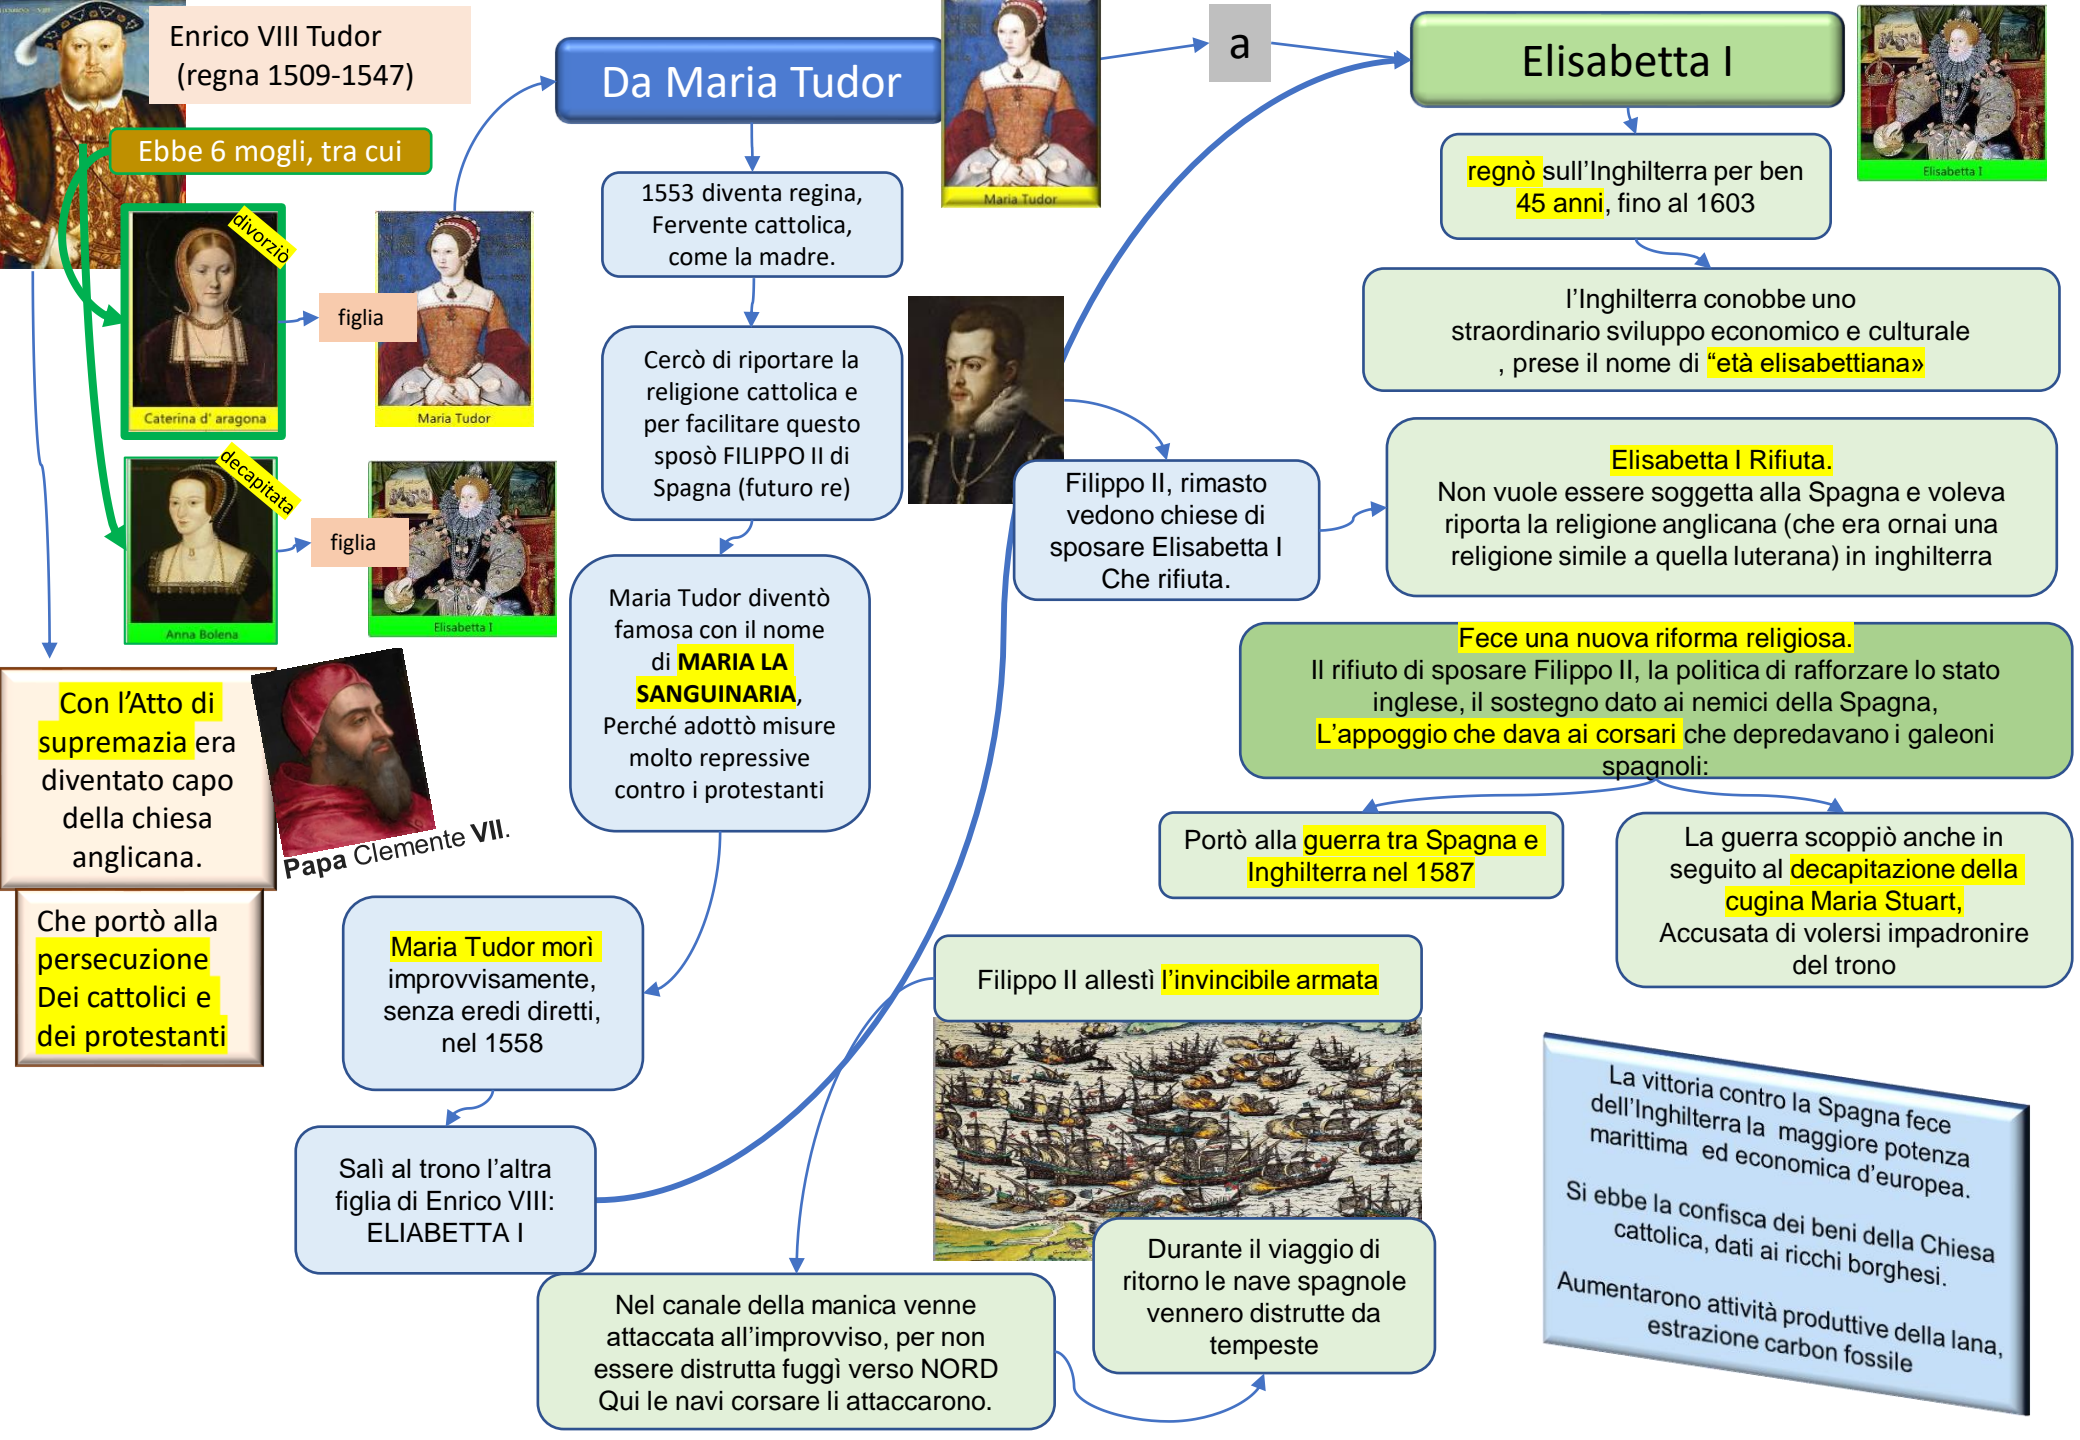 Enrico VIII Tudor
(regna 1509-1547)
Ebbe 6 mogli, tra cui
divorziò
Caterina d' aragona
figlia
Maria Tudor
decapitata
Anna Bolena
figlia
Elisabetta I
Con l'Atto di
supremazia era
diventato capo
della chiesa
anglicana.
Papa Clemente VII.
Che portò alla
persecuzione
Dei cattolici e
dei protestanti
Da Maria Tudor
Maria Tudor
a
Elisabetta I
Elisabetta I
1553 diventa regina,
Fervente cattolica,
come la madre.
Cercò di riportare la
religione cattolica e
per facilitare questo
sposò FILIPPO II di
Spagna (futuro re)
Maria Tudor diventò
famosa con il nome
di MARIA LA
SANGUINARIA,
Perché adottò misure
molto repressive
contro i protestanti
Maria Tudor morì
improvvisamente,
senza eredi diretti,
nel 1558
Salì al trono l'altra
figlia di Enrico VIII:
ELIABETTA I
regnò sull'Inghilterra per ben
45 anni, fino al 1603
l'Inghilterra conobbe uno
straordinario sviluppo economico e culturale
, prese il nome di “età elisabettiana»
Filippo II, rimasto
vedono chiese di
sposare Elisabetta I
Che rifiuta.
Elisabetta I Rifiuta.
Non vuole essere soggetta alla Spagna e voleva
riporta la religione anglicana (che era ornai una
religione simile a quella luterana) in inghilterra
Fece una nuova riforma religiosa.
Il rifiuto di sposare Filippo II, la politica di rafforzare lo stato
inglese, il sostegno dato ai nemici della Spagna,
L'appoggio che dava ai corsari che depredavano i galeoni
spagnoli:
Portò alla guerra tra Spagna e
Inghilterra nel 1587
La guerra scoppiò anche in
seguito al decapitazione della
cugina Maria Stuart,
Accusata di volersi impadronire
del trono
Filippo II allestì l'invincibile armata
Nel canale della manica venne
attaccata all'improvviso, per non
essere distrutta fuggì verso NORD
Qui le navi corsare li attaccarono.
Durante il viaggio di
ritorno le nave spagnole
vennero distrutte da
tempeste
La vittoria contro la Spagna fece
dell'Inghilterra la maggiore potenza
marittima ed economica d'europea.
Si ebbe la confisca dei beni della Chiesa
cattolica, dati ai ricchi borghesi.
Aumentarono attività produttive della lana,
estrazione carbon fossile